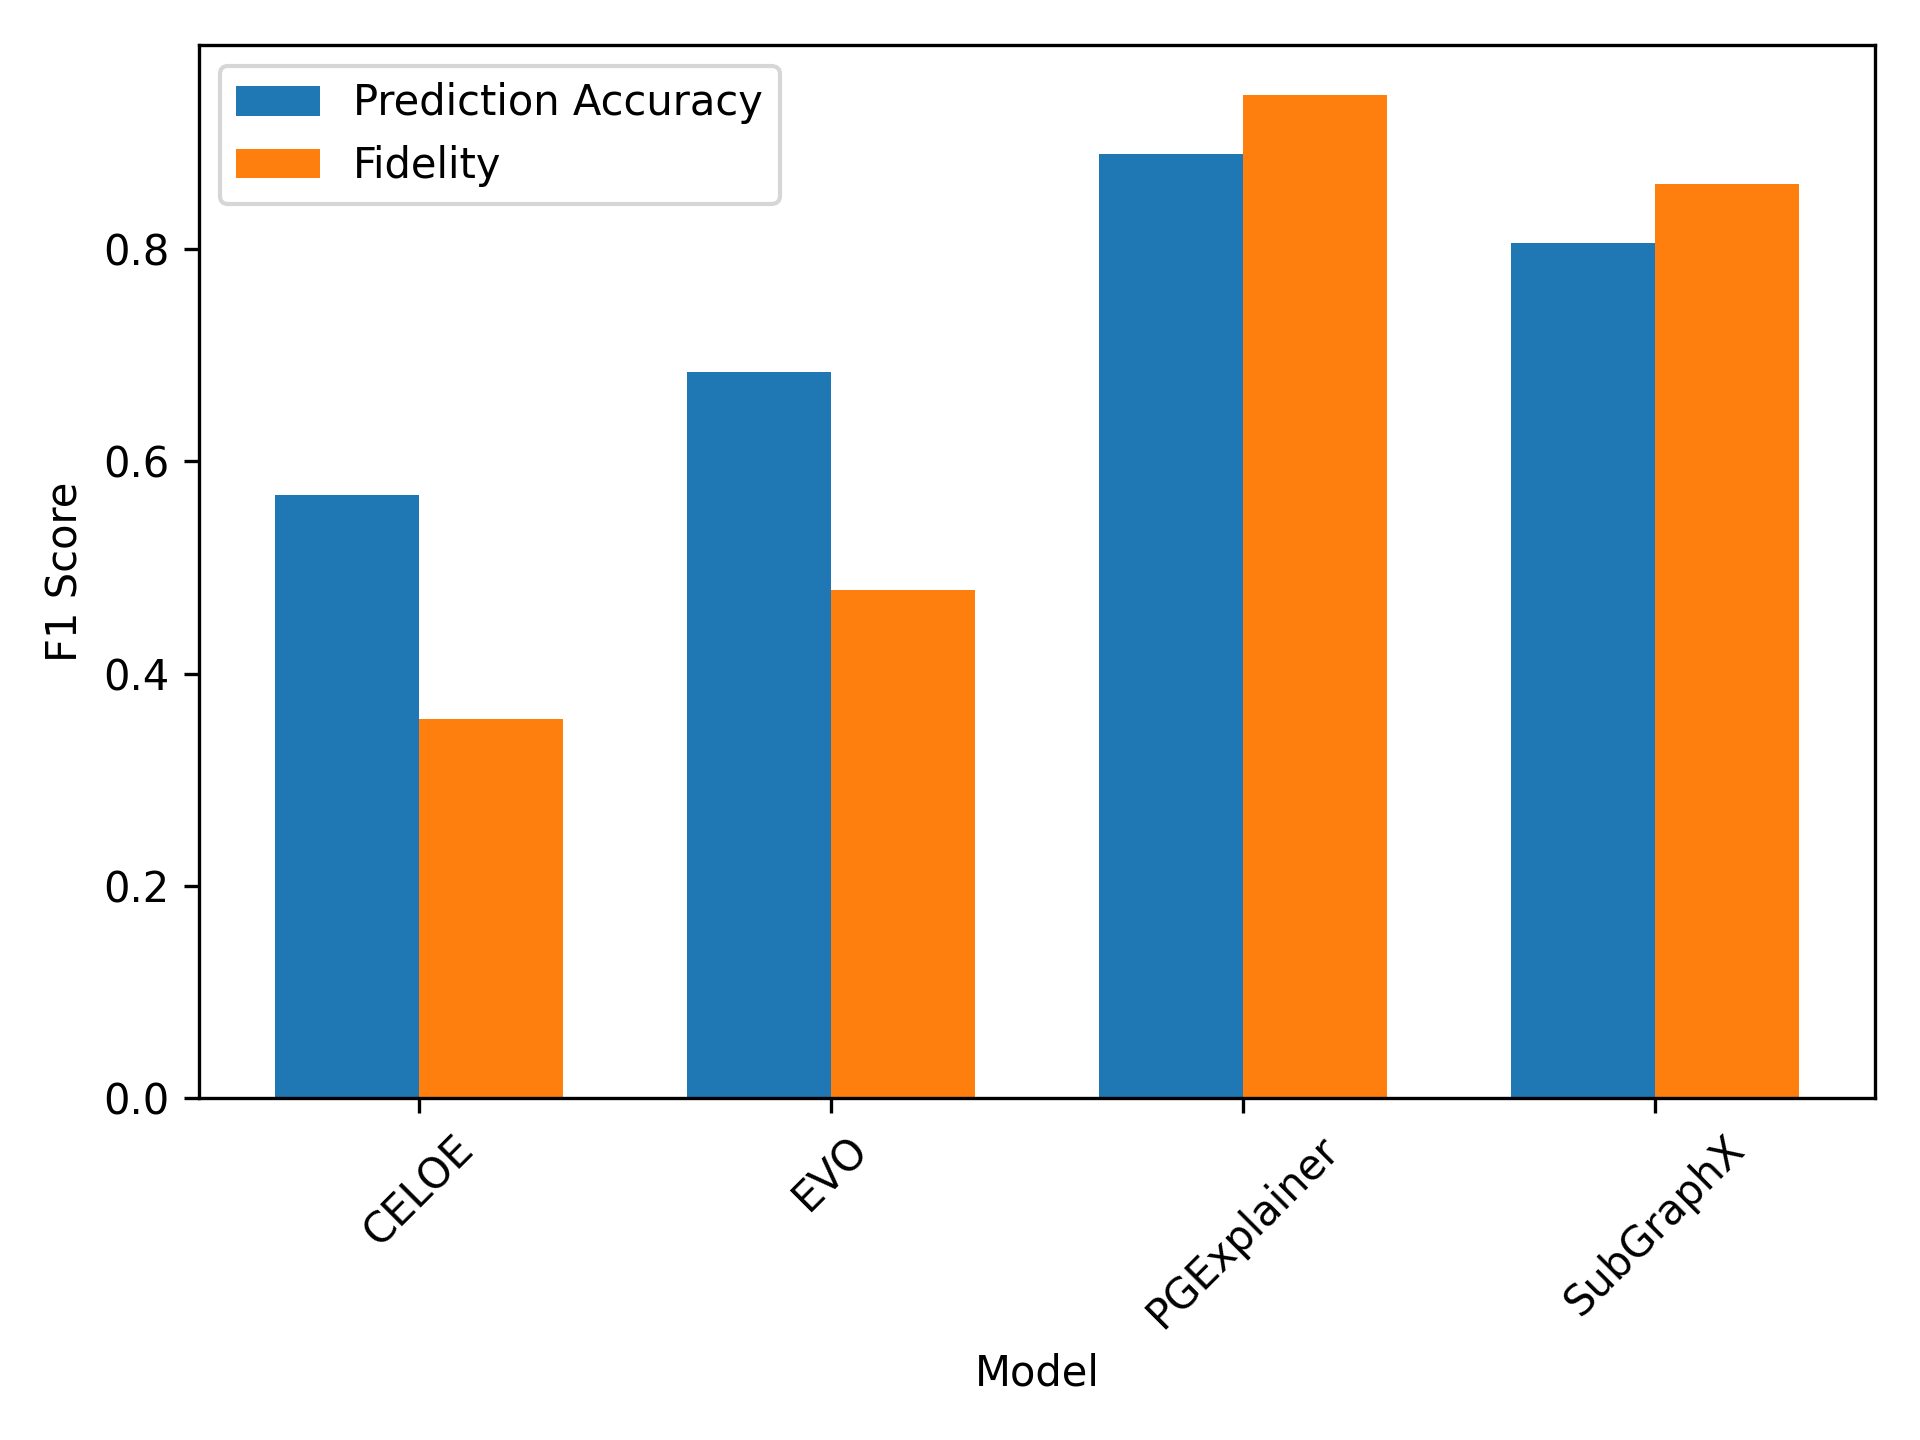 Prediction Accuracy
Fidelity
F1 Score
0.8
0.6
0.4
0.2
0.0
CELOE
EVO
PGExplainer
SubGraphX
Model